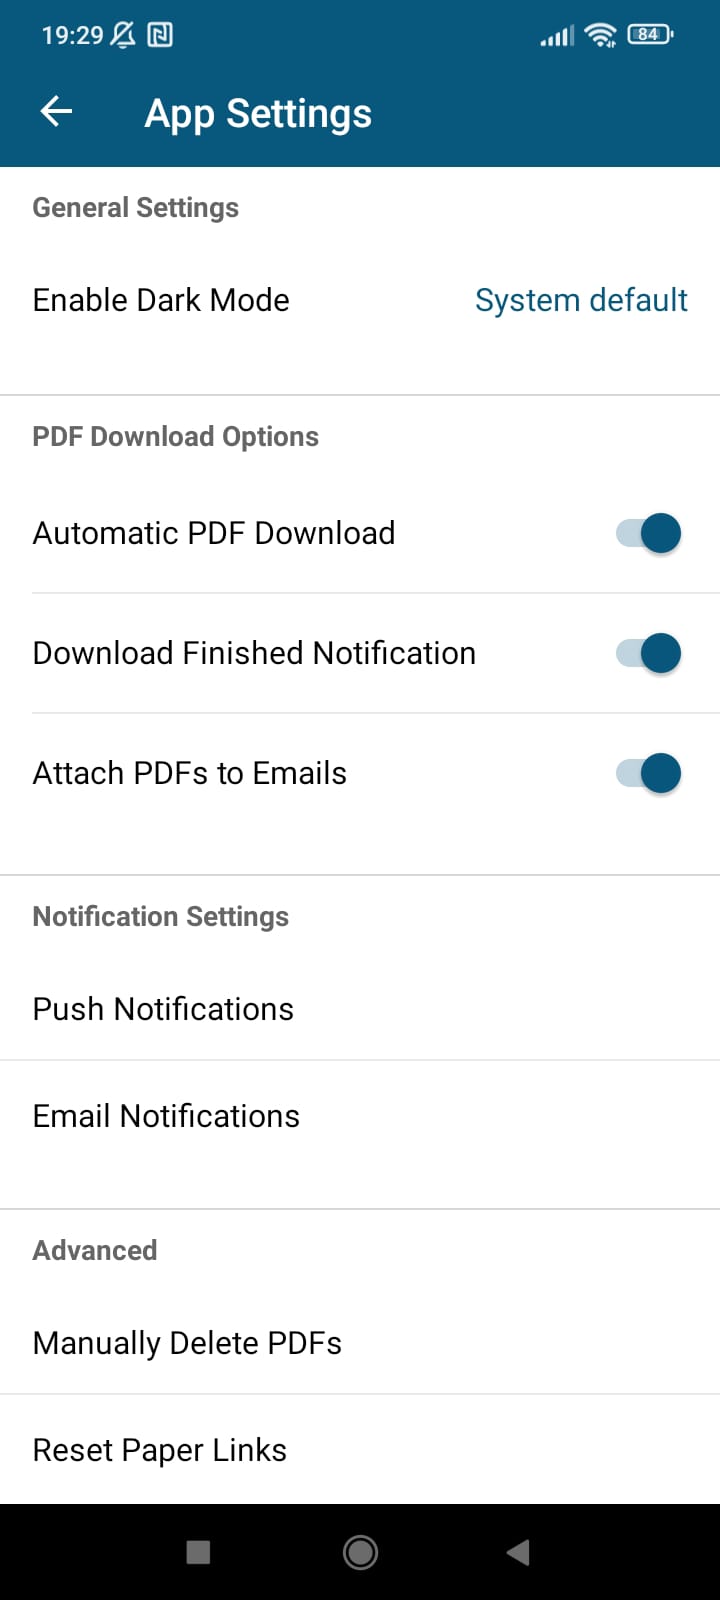 19:29 84
App Settings
General Settings
Enable Dark Mode System default
PDF Download Options
Automatic PDF Download
Download Finished Notification
Attach PDFs to Emails
Notification Settings
Push Notifications
Email Notifications
Advanced
Manually Delete PDFs
Reset Paper Links